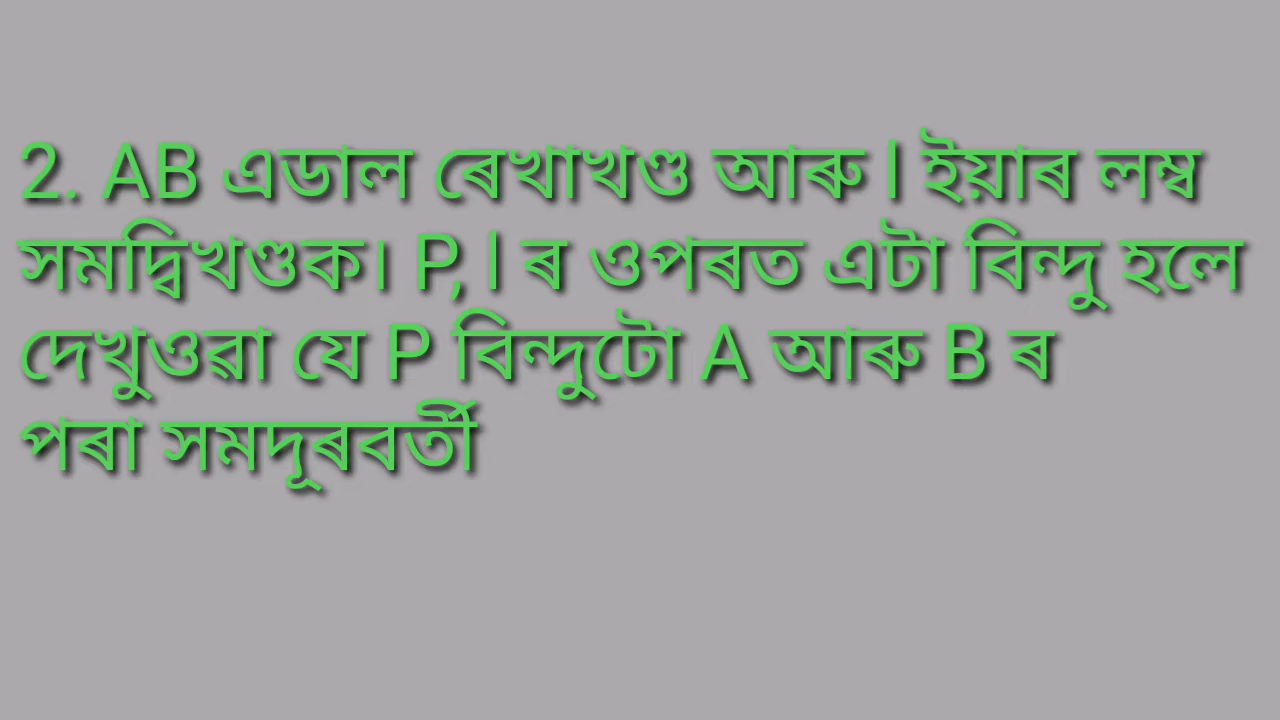 2. AB এডাল ৰেখাখণ্ড আৰু l ইয়াৰ লম্ব
সমদ্বিখণ্ডক। P, l ৰ ওপৰত এটা বিন্দু হলে
দেখুওৱা যে P বিন্দুটো A আৰু B ৰ
পৰা সমদূৰবৰ্তী